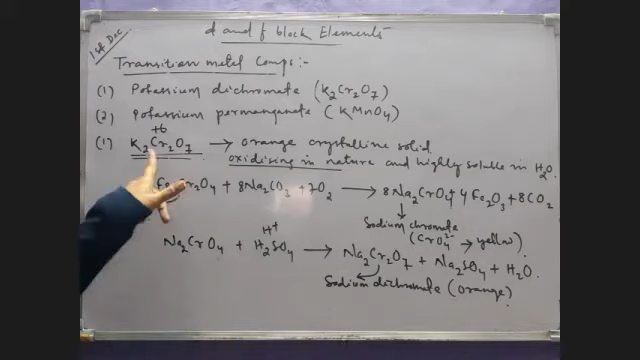 1st Dec
d and f block Elements
Transition metal Comps :-
(1) Potassium dichromate (K2Cr2O7)
(2) Potassium permanganate (KMnO4)
+6
(1) K2Cr2O7 → orange crystalline solid.
oxidising in nature and highly soluble in H2O.
Cr2O4 + 8Na2CO3 + 7O2 → 8Na2CrO4 + 4Fe2O3 + 8CO2
Sodium chromate
(CrO4^2- → yellow)
H+
Na2CrO4 + H2SO4 → Na2Cr2O7 + Na2SO4 + H2O.
Sodium dichromate (orange)